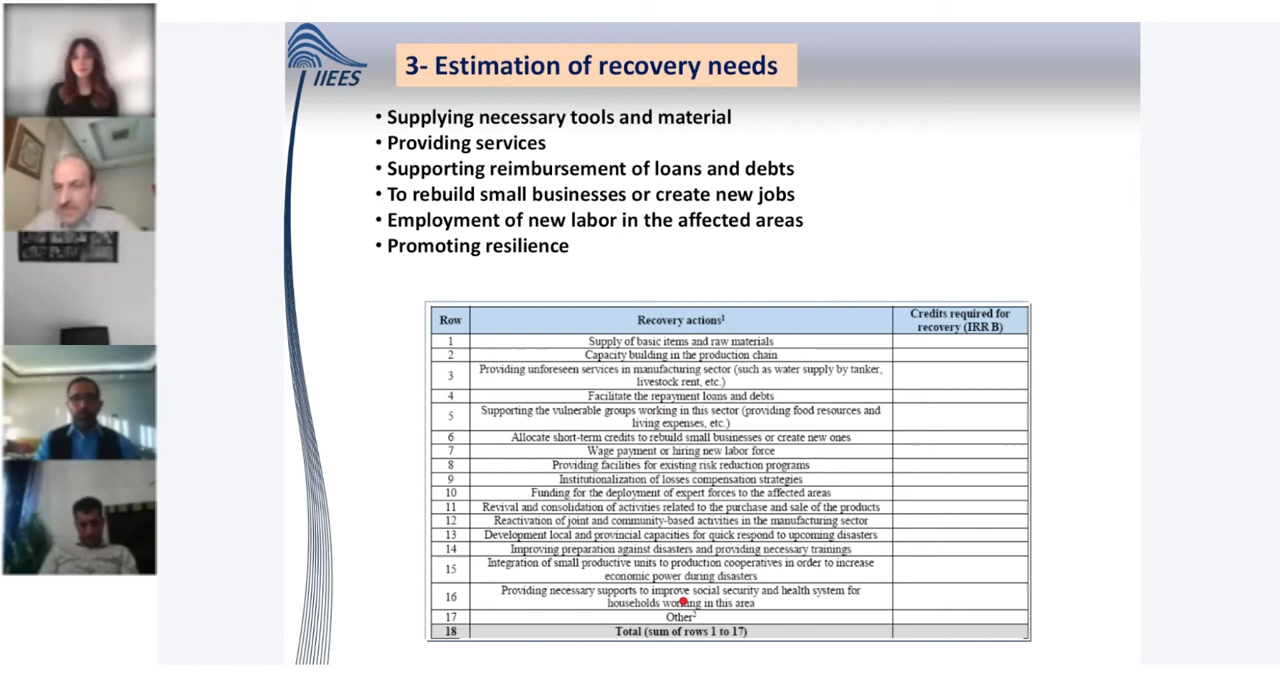 IIEES
3- Estimation of recovery needs
• Supplying necessary tools and material
• Providing services
• Supporting reimbursement of loans and debts
• To rebuild small businesses or create new jobs
• Employment of new labor in the affected areas
• Promoting resilience
Row Recovery actions¹ Credits required for
recovery (IRR B)
1 Supply of basic items and raw materials
2 Capacity building in the production chain
3 Providing unforeseen services in manufacturing sector (such as water supply by tanker,
livestock rent, etc.)
4 Facilitate the repayment loans and debts
5 Supporting the vulnerable groups working in this sector (providing food resources and
living expenses, etc.)
6 Allocate short-term credits to rebuild small businesses or create new ones
7 Wage payment or hiring new labor force
8 Providing facilities for existing risk reduction programs
9 Institutionalization of losses compensation strategies
10 Funding for the deployment of expert forces to the affected areas
11 Revival and consolidation of activities related to the purchase and sale of the products
12 Reactivation of joint and community-based activities in the manufacturing sector
13 Development local and provincial capacities for quick respond to upcoming disasters
14 Improving preparation against disasters and providing necessary trainings
15 Integration of small productive units to production cooperatives in order to increase
economic power during disasters
16 Providing necessary supports to improve social security and health system for
households working in this area
17 Other²
18 Total (sum of rows 1 to 17)